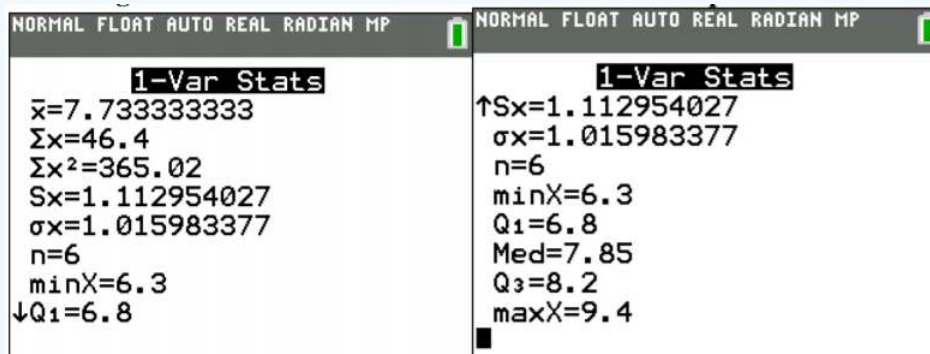 NORMAL FLOAT AUTO REAL RADIAN MP
1-Var Stats
x̄=7.733333333
Σx=46.4
Σx²=365.02
Sx=1.112954027
σx=1.015983377
n=6
minX=6.3
↓Q₁=6.8
NORMAL FLOAT AUTO REAL RADIAN MP
1-Var Stats
↑Sx=1.112954027
σx=1.015983377
n=6
minX=6.3
Q₁=6.8
Med=7.85
Q₃=8.2
maxX=9.4